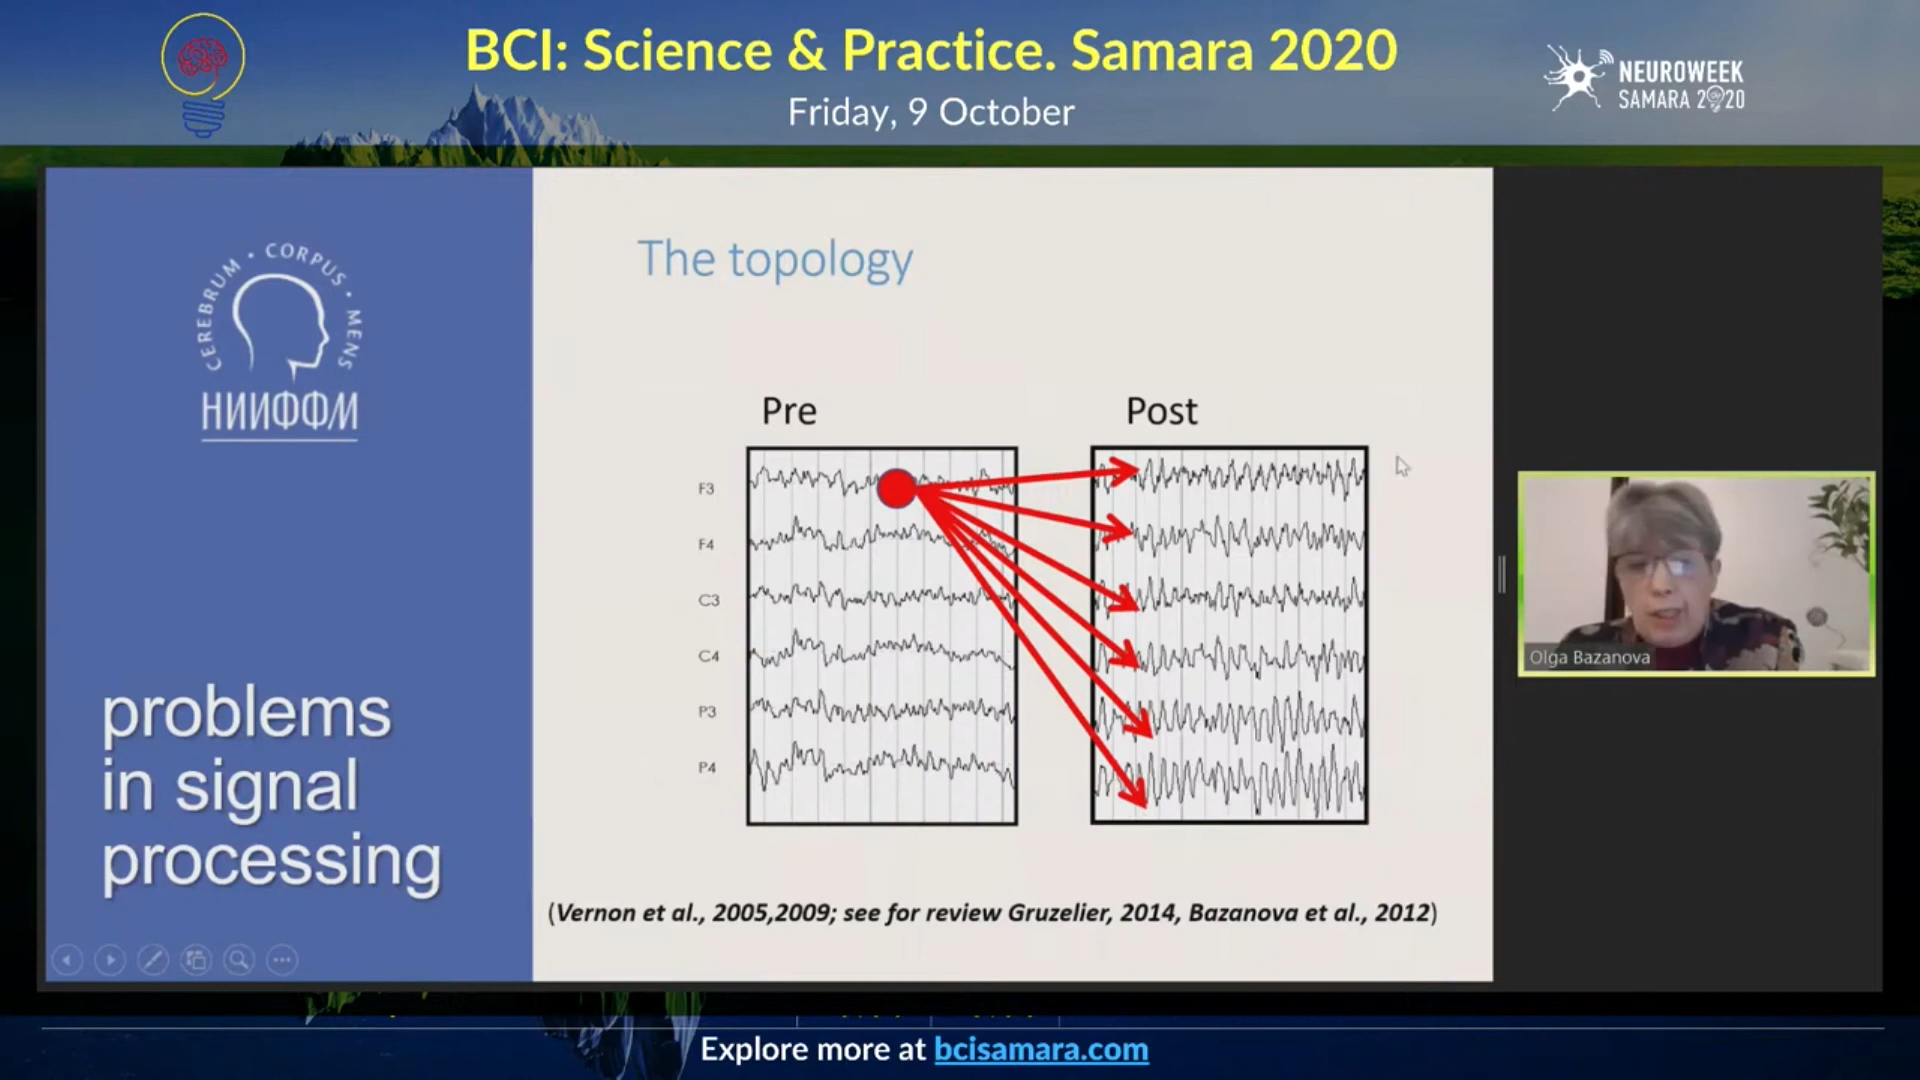 BCI: Science & Practice. Samara 2020
Friday, 9 October
NEUROWEEK
SAMARA 2020
CEREBRUM • CORPUS • MENS
НИИФФМ
problems
in signal
processing
The topology
Pre
Post
F3
F4
C3
C4
P3
P4
(Vernon et al., 2005,2009; see for review Gruzelier, 2014, Bazanova et al., 2012)
Olga Bazanova
Explore more at bcisamara.com